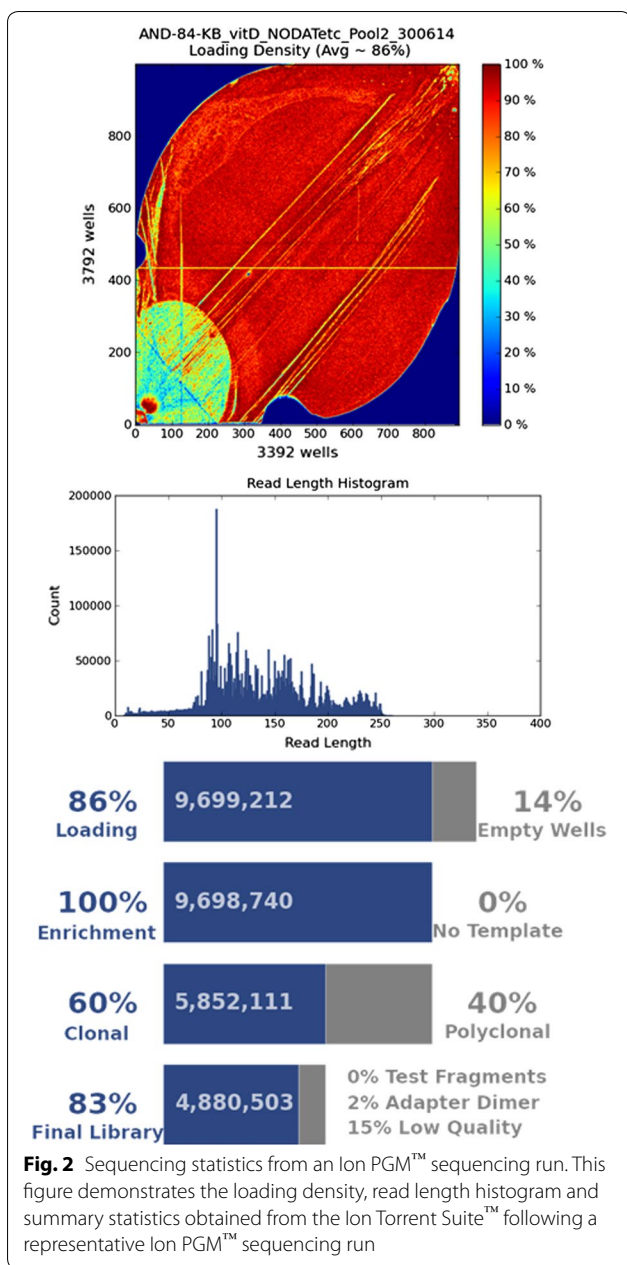 AND-84-KB_vitD_NODATetc_Pool2_300614
Loading Density (Avg ~ 86%)
100 %
90 %
80 %
70 %
60 %
50 %
40 %
30 %
20 %
10 %
0 %
800
600
400
200
0
3792 wells
0 100 200 300 400 500 600 700 800
3392 wells
Read Length Histogram
200000
150000
100000
50000
0
Count
0 50 100 150 200 250 300 350 400
Read Length
86%
Loading
9,699,212
14%
Empty Wells
100%
Enrichment
9,698,740
0%
No Template
60%
Clonal
5,852,111
40%
Polyclonal
83%
Final Library
4,880,503
0% Test Fragments
2% Adapter Dimer
15% Low Quality
Fig. 2 Sequencing statistics from an Ion PGM™ sequencing run. This
figure demonstrates the loading density, read length histogram and
summary statistics obtained from the Ion Torrent Suite™ following a
representative Ion PGM™ sequencing run